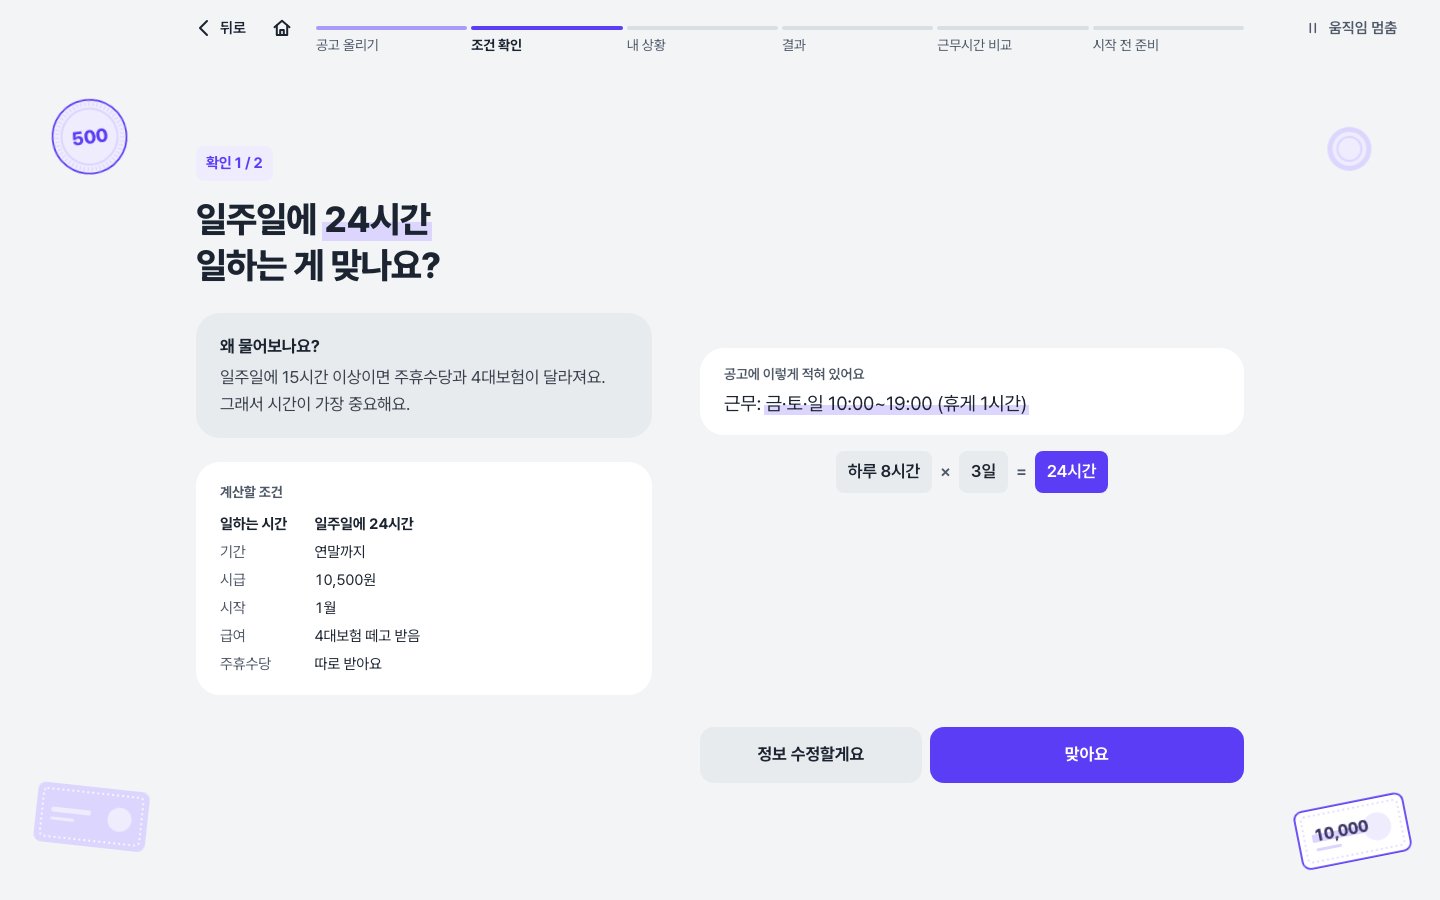 뒤로
공고 올리기
조건 확인
내 상황
결과
근무시간 비교
시작 전 준비
움직임 멈춤
500
확인 1 / 2
일주일에 24시간
일하는 게 맞나요?
왜 물어보나요?
일주일에 15시간 이상이면 주휴수당과 4대보험이 달라져요.
그래서 시간이 가장 중요해요.
계산할 조건
일하는 시간 일주일에 24시간
기간 연말까지
시급 10,500원
시작 1월
급여 4대보험 떼고 받음
주휴수당 따로 받아요
공고에 이렇게 적혀 있어요
근무: 금·토·일 10:00~19:00 (휴게 1시간)
하루 8시간 × 3일 = 24시간
정보 수정할게요
맞아요
10,000